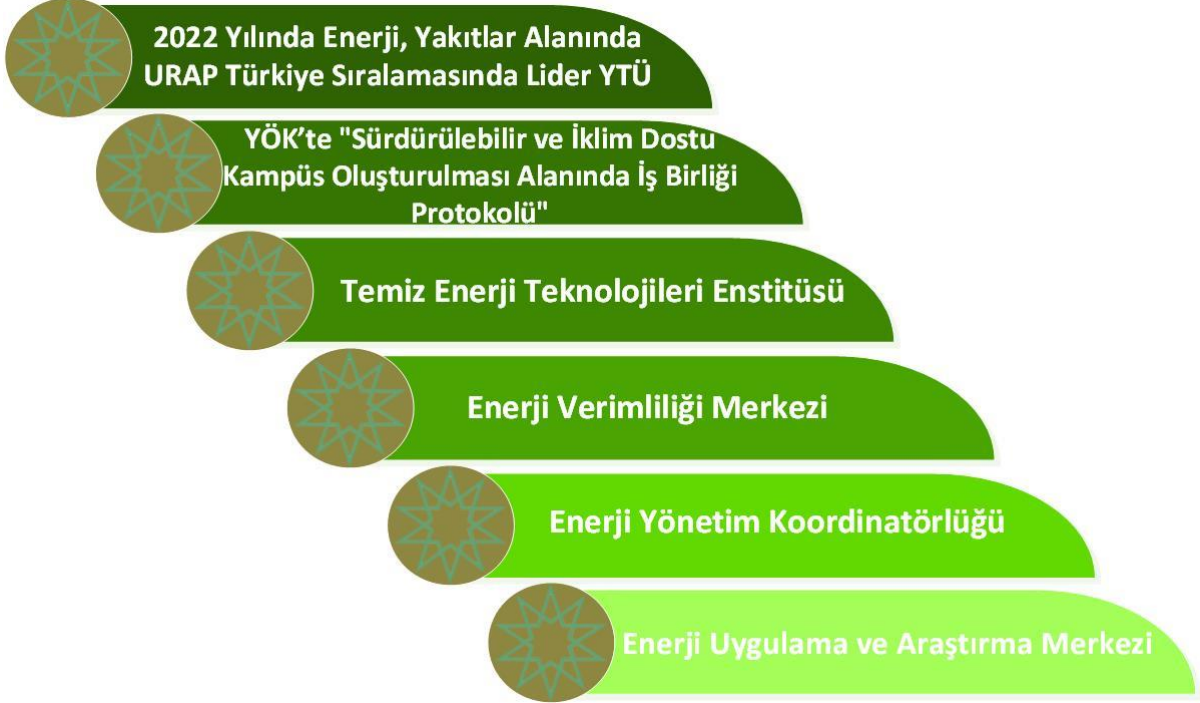 2022 Yılında Enerji, Yakıtlar Alanında
URAP Türkiye Sıralamasında Lider YTÜ
YÖK’te "Sürdürülebilir ve İklim Dostu
Kampüs Oluşturulması Alanında İş Birliği
Protokolü"
Temiz Enerji Teknolojileri Enstitüsü
Enerji Verimliliği Merkezi
Enerji Yönetim Koordinatörlüğü
Enerji Uygulama ve Araştırma Merkezi